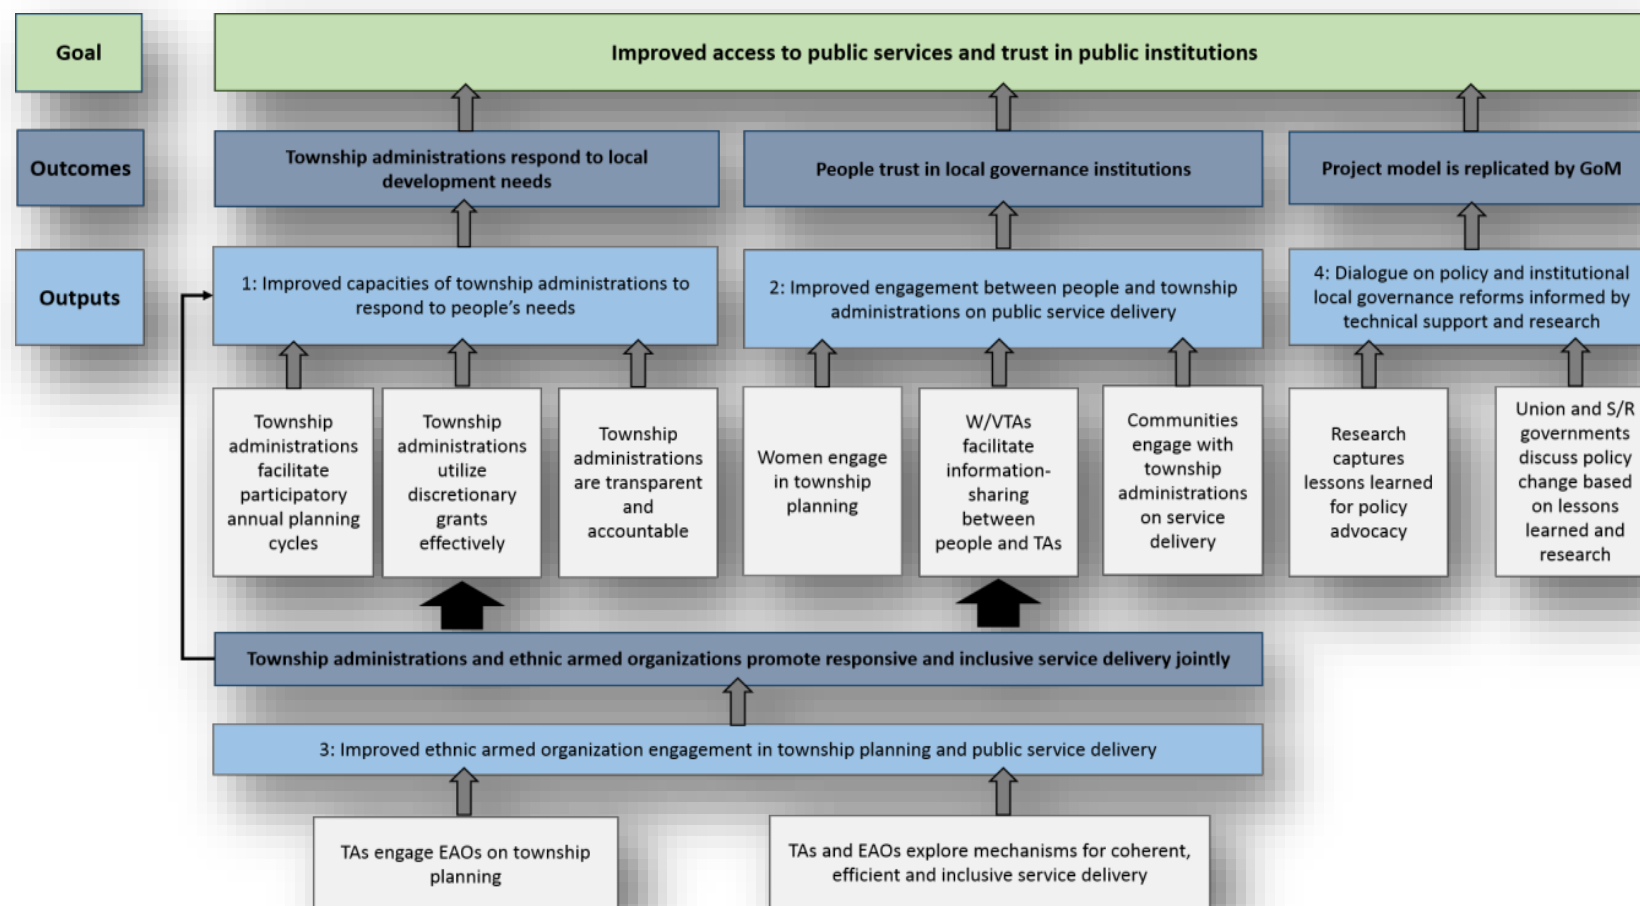 Goal
Improved access to public services and trust in public institutions
Outcomes
Township administrations respond to local
development needs
People trust in local governance institutions
Project model is replicated by GoM
Outputs
1: Improved capacities of township administrations to
respond to people's needs
2: Improved engagement between people and township
administrations on public service delivery
4: Dialogue on policy and institutional
local governance reforms informed by
technical support and research
Township
administrations
facilitate
participatory
annual planning
cycles
Township
administrations
utilize
discretionary
grants
effectively
Township
administrations
are transparent
and
accountable
Women engage
in township
planning
W/VTAs
facilitate
information-
sharing
between
people and TAs
Communities
engage with
township
administrations
on service
delivery
Research
captures
lessons learned
for policy
advocacy
Union and S/R
governments
discuss policy
change based
on lessons
learned and
research
Township administrations and ethnic armed organizations promote responsive and inclusive service delivery jointly
3: Improved ethnic armed organization engagement in township planning and public service delivery
TAs engage EAOs on township
planning
TAs and EAOs explore mechanisms for coherent,
efficient and inclusive service delivery